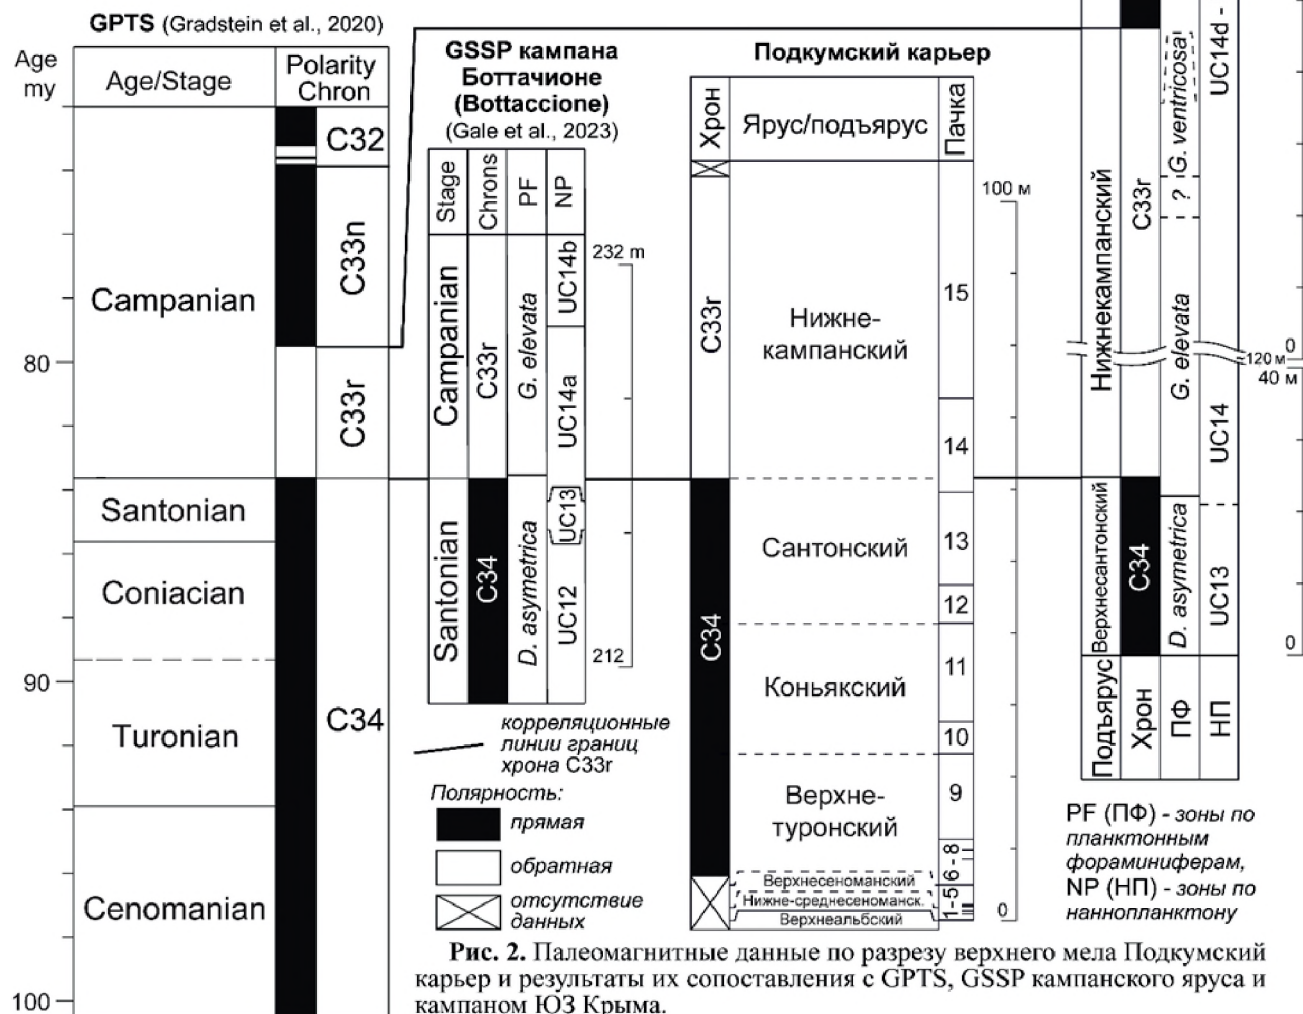 GPTS (Gradstein et al., 2020)
Age
my
Age/Stage
Polarity
Chron
C32
C33n
Campanian
80
C33r
Santonian
Coniacian
90
C34
Turonian
Cenomanian
100
GSSP кампана
Боттачионе
(Bottaccione)
(Gale et al., 2023)
Stage
Chrons
PF
NP
Campanian
C33r
G. elevata
UC14b
UC14a
Santonian
C34
D. asymetrica
UC13
UC12
232 m
212
корреляционные
линии границ
хрона C33r
Полярность:
прямая
обратная
отсутствие
данных
Подкумский карьер
Хрон
Ярус/подъярус
Пачка
C33r
Нижне-
кампанский
15
14
C34
Сантонский
13
12
Коньякский
11
10
Верхне-
туронский
9
6-8
Верхнесеноманский
Нижне-среднесеноманск.
Верхнеальбский
1-5
100 м
0
Нижнекампанский
C33r
G. ventricosa
?
G. elevata
UC14d -
UC14
0
~120 м
40 м
Верхнесантонский
C34
D. asymetrica
UC13
0
Подъярус
Хрон
ПФ
НП
PF (ПФ) - зоны по
планктонным
фораминиферам,
NP (НП) - зоны по
наннопланктону
Рис. 2. Палеомагнитные данные по разрезу верхнего мела Подкумский
карьер и результаты их сопоставления с GPTS, GSSP кампанского яруса и
кампаном ЮЗ Крыма.